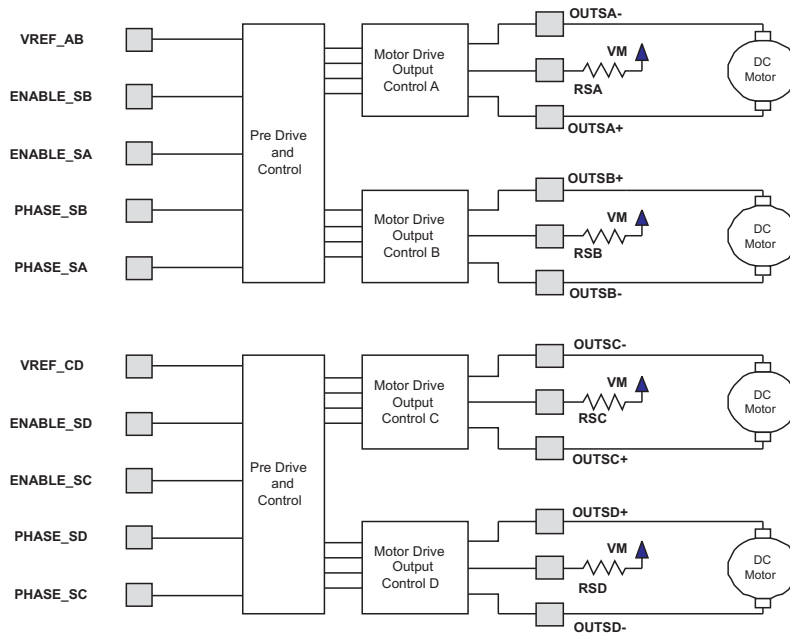 VREF_AB
ENABLE_SB
ENABLE_SA
PHASE_SB
PHASE_SA
Pre Drive
and
Control
Motor Drive
Output
Control A
OUTSA-
VM
RSA
OUTSA+
DC
Motor
Motor Drive
Output
Control B
OUTSB+
VM
RSB
OUTSB-
DC
Motor
VREF_CD
ENABLE_SD
ENABLE_SC
PHASE_SD
PHASE_SC
Pre Drive
and
Control
Motor Drive
Output
Control C
OUTSC-
VM
RSC
OUTSC+
DC
Motor
Motor Drive
Output
Control D
OUTSD+
VM
RSD
OUTSD-
DC
Motor